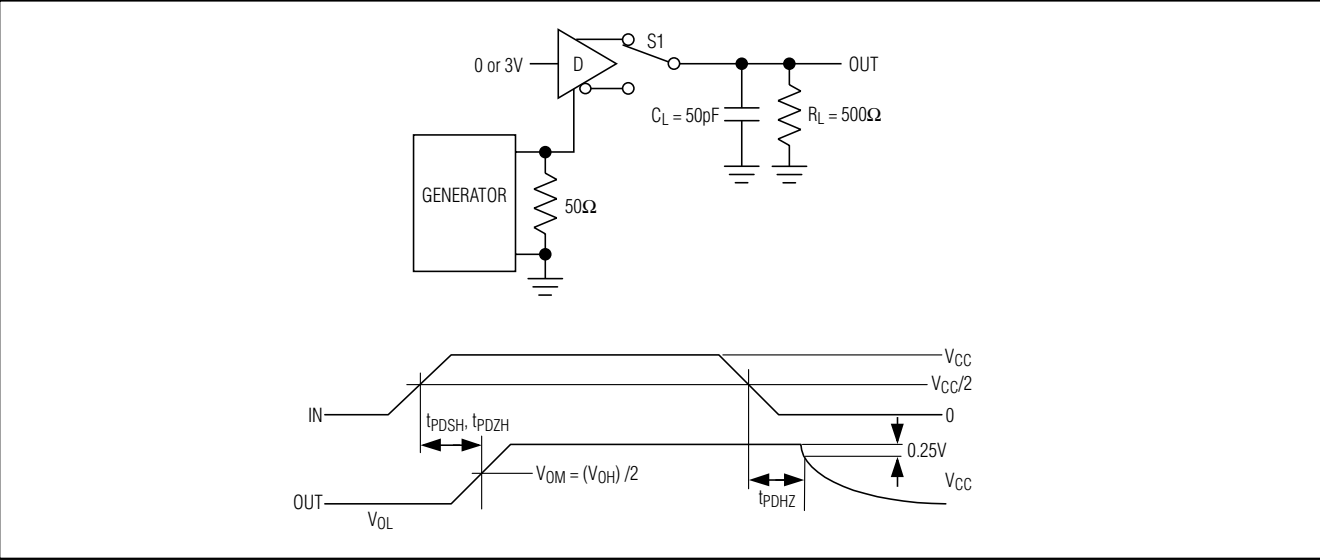 S1
0 or 3V
D
OUT
C_L = 50pF
R_L = 500Ω
GENERATOR
50Ω
V_CC
V_CC/2
IN
0
t_PDSH, t_PDZH
0.25V
V_OM = (V_OH) /2
V_CC
t_PDHZ
OUT
V_OL